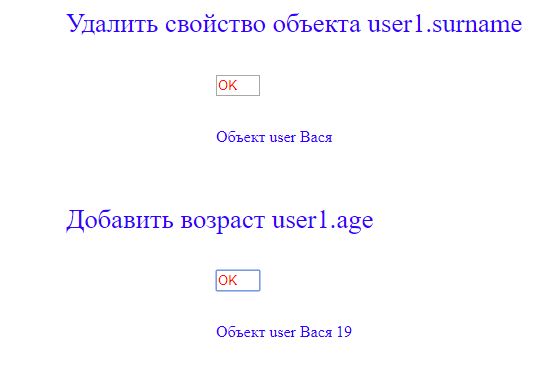 Удалить свойство объекта user1.surname
OK
Объект user Вася
Добавить возраст user1.age
OK
Объект user Вася 19